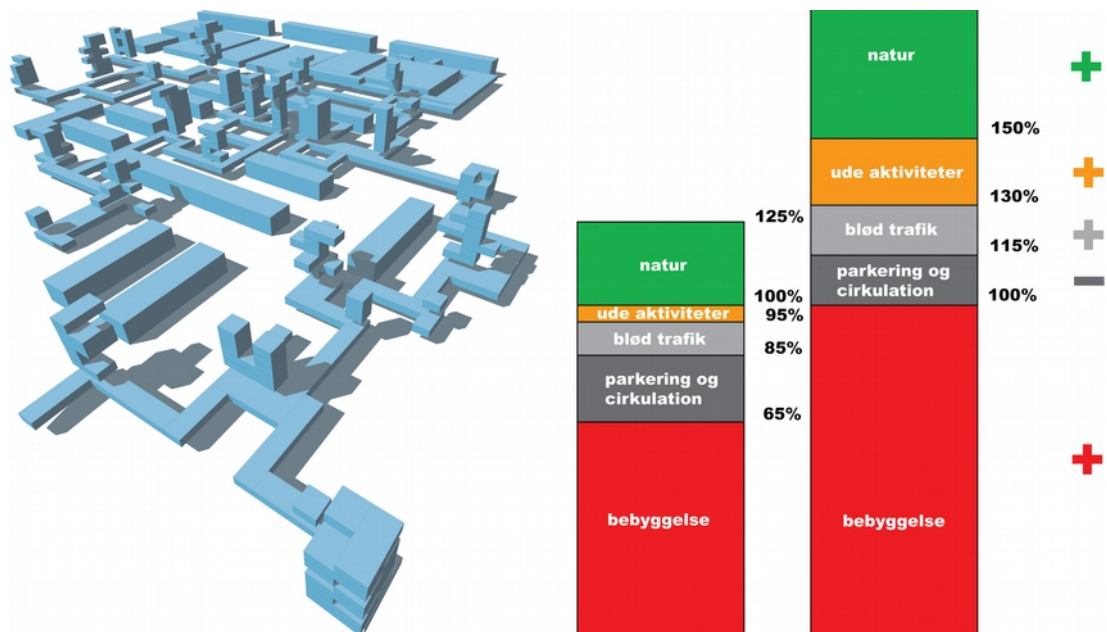 125%
natur
100%
ude aktiviteter
95%
blød trafik
85%
parkering og
cirkulation
65%
bebyggelse
natur
150%
ude aktiviteter
130%
blød trafik
115%
parkering og
cirkulation
100%
bebyggelse